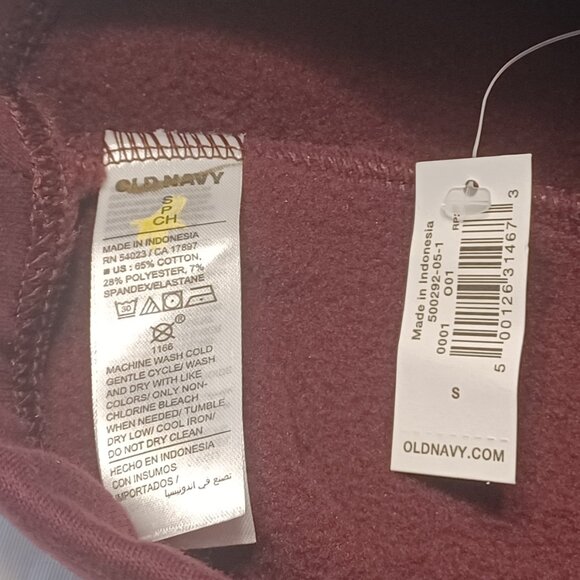 OLD NAVY
S
P
CH
MADE IN INDONESIA
RN 54023 / CA 17897
■ US : 65% COTTON,
28% POLYESTER, 7%
SPANDEX/ELASTANE
30
®
1166
MACHINE WASH COLD
GENTLE CYCLE/ WASH
AND DRY WITH LIKE
COLORS/ ONLY NON-
CHLORINE BLEACH
WHEN NEEDED/ TUMBLE
DRY LOW/ COOL IRON/
DO NOT DRY CLEAN
HECHO EN INDONESIA
CON INSUMOS
IMPORTADOS /
صنع في اندونيسيا
Made in Indonesia
500292-05-1
0001 O01
5 00126 31467 3
S
OLDNAVY.COM